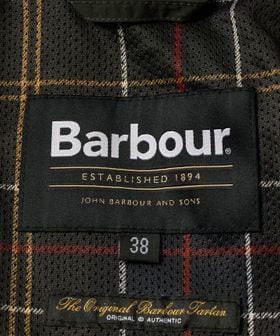 Barbour®
ESTABLISHED 1894
JOHN BARBOUR AND SONS
38
The Original Barbour Tartan
ORIGINAL @ AUTHENTIC